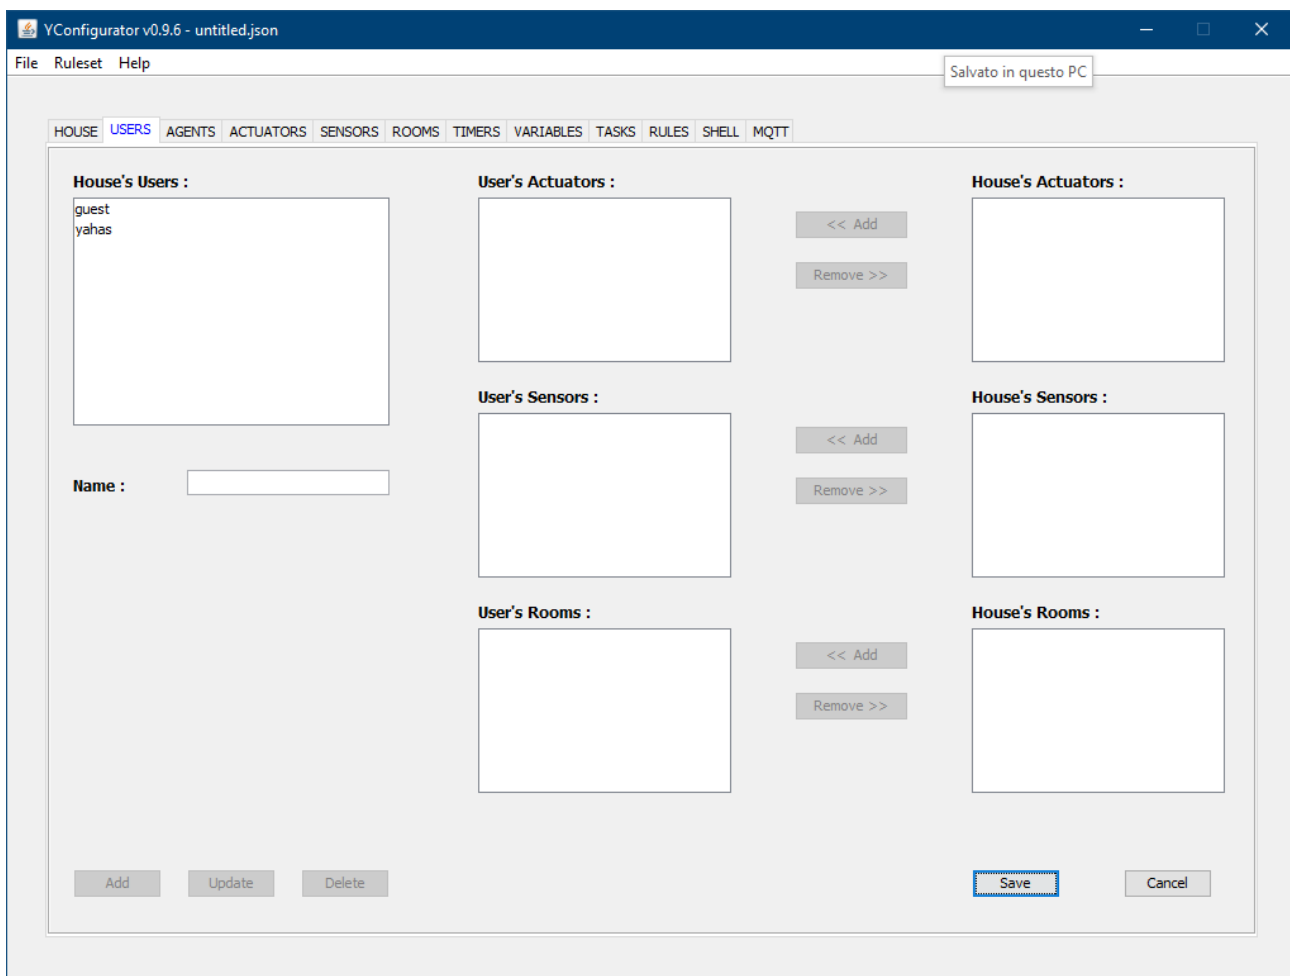 YConfigurator v0.9.6 - untitled.json
File Ruleset Help
Salvato in questo PC
HOUSE USERS AGENTS ACTUATORS SENSORS ROOMS TIMERS VARIABLES TASKS RULES SHELL MQTT
House's Users :
guest
yahas
Name :
User's Actuators :
<< Add
Remove >>
House's Actuators :
User's Sensors :
<< Add
Remove >>
House's Sensors :
User's Rooms :
<< Add
Remove >>
House's Rooms :
Add Update Delete Save Cancel